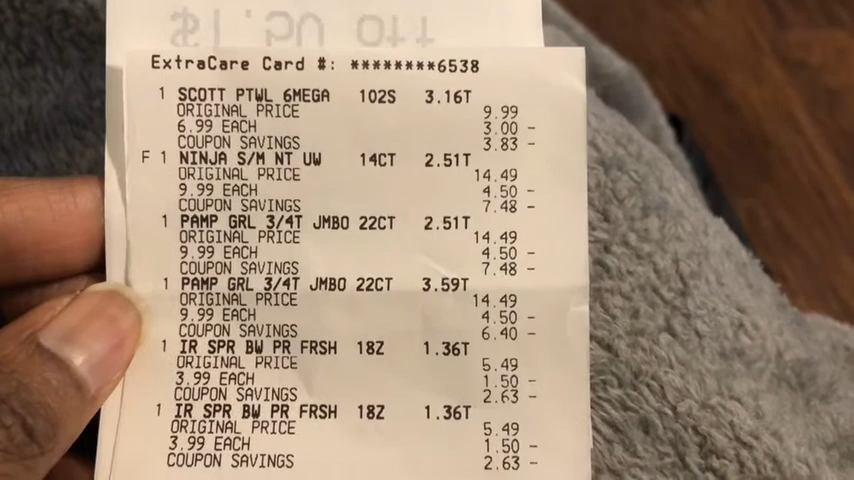 $1.50 Off
ExtraCare Card #: ********6538
1 SCOTT PTWL 6MEGA 102S 3.16T
ORIGINAL PRICE 9.99
6.99 EACH 3.00 -
COUPON SAVINGS 3.83 -
F 1 NINJA S/M NT UW 14CT 2.51T
ORIGINAL PRICE 14.49
9.99 EACH 4.50 -
COUPON SAVINGS 7.48 -
1 PAMP GRL 3/4T JMBO 22CT 2.51T
ORIGINAL PRICE 14.49
9.99 EACH 4.50 -
COUPON SAVINGS 7.48 -
1 PAMP GRL 3/4T JMBO 22CT 3.59T
ORIGINAL PRICE 14.49
9.99 EACH 4.50 -
COUPON SAVINGS 6.40 -
1 IR SPR BW PR FRSH 18Z 1.36T
ORIGINAL PRICE 5.49
3.99 EACH 1.50 -
COUPON SAVINGS 2.63 -
1 IR SPR BW PR FRSH 18Z 1.36T
ORIGINAL PRICE 5.49
3.99 EACH 1.50 -
COUPON SAVINGS 2.63 -